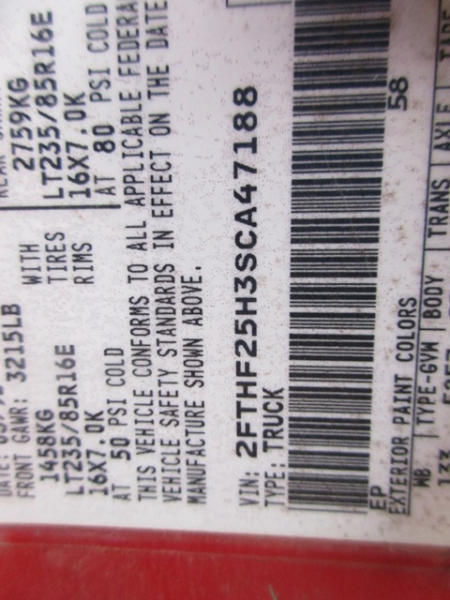 FRONT GAWR: 3215LB
1458KG WITH 2759KG
LT235/85R16E TIRES LT235/85R16E
16X7.0K RIMS 16X7.0K
AT 50 PSI COLD AT 80 PSI COLD
THIS VEHICLE CONFORMS TO ALL APPLICABLE FEDERA
VEHICLE SAFETY STANDARDS IN EFFECT ON THE DATE
MANUFACTURE SHOWN ABOVE.
VIN: 2FTHF25H3SCA47188
TYPE: TRUCK
EP 58
EXTERIOR PAINT COLORS
WB TYPE-GVW BODY TRANS AXLE
133